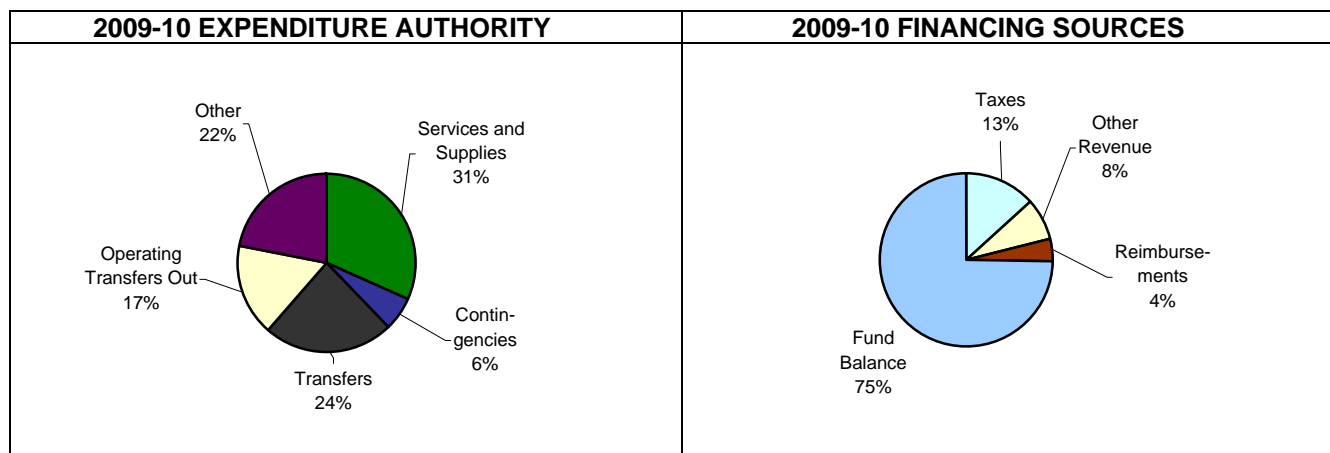 2009-10 EXPENDITURE AUTHORITY
Other
22%
Services and
Supplies
31%
Operating
Transfers Out
17%
Contin-
gencies
6%
Transfers
24%
2009-10 FINANCING SOURCES
Taxes
13%
Other
Revenue
8%
Reimburse-
ments
4%
Fund
Balance
75%